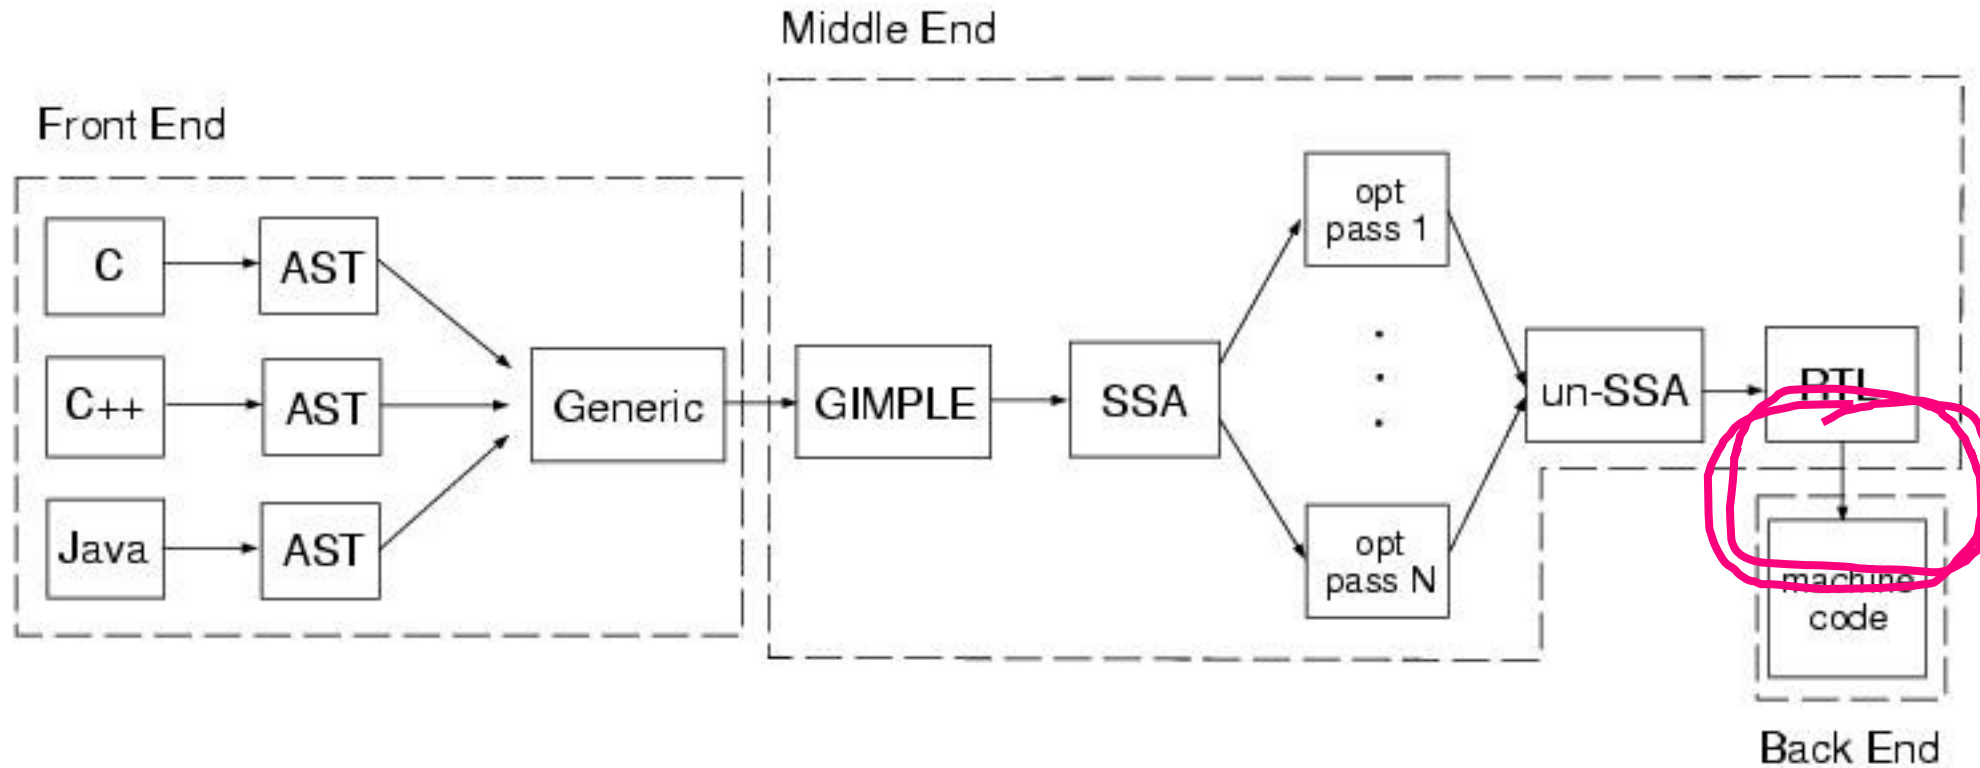 Middle End
Front End
C
AST
C++
AST
Java
AST
Generic
GIMPLE
SSA
opt
pass 1
opt
pass N
un-SSA
RTL
machine
code
Back End